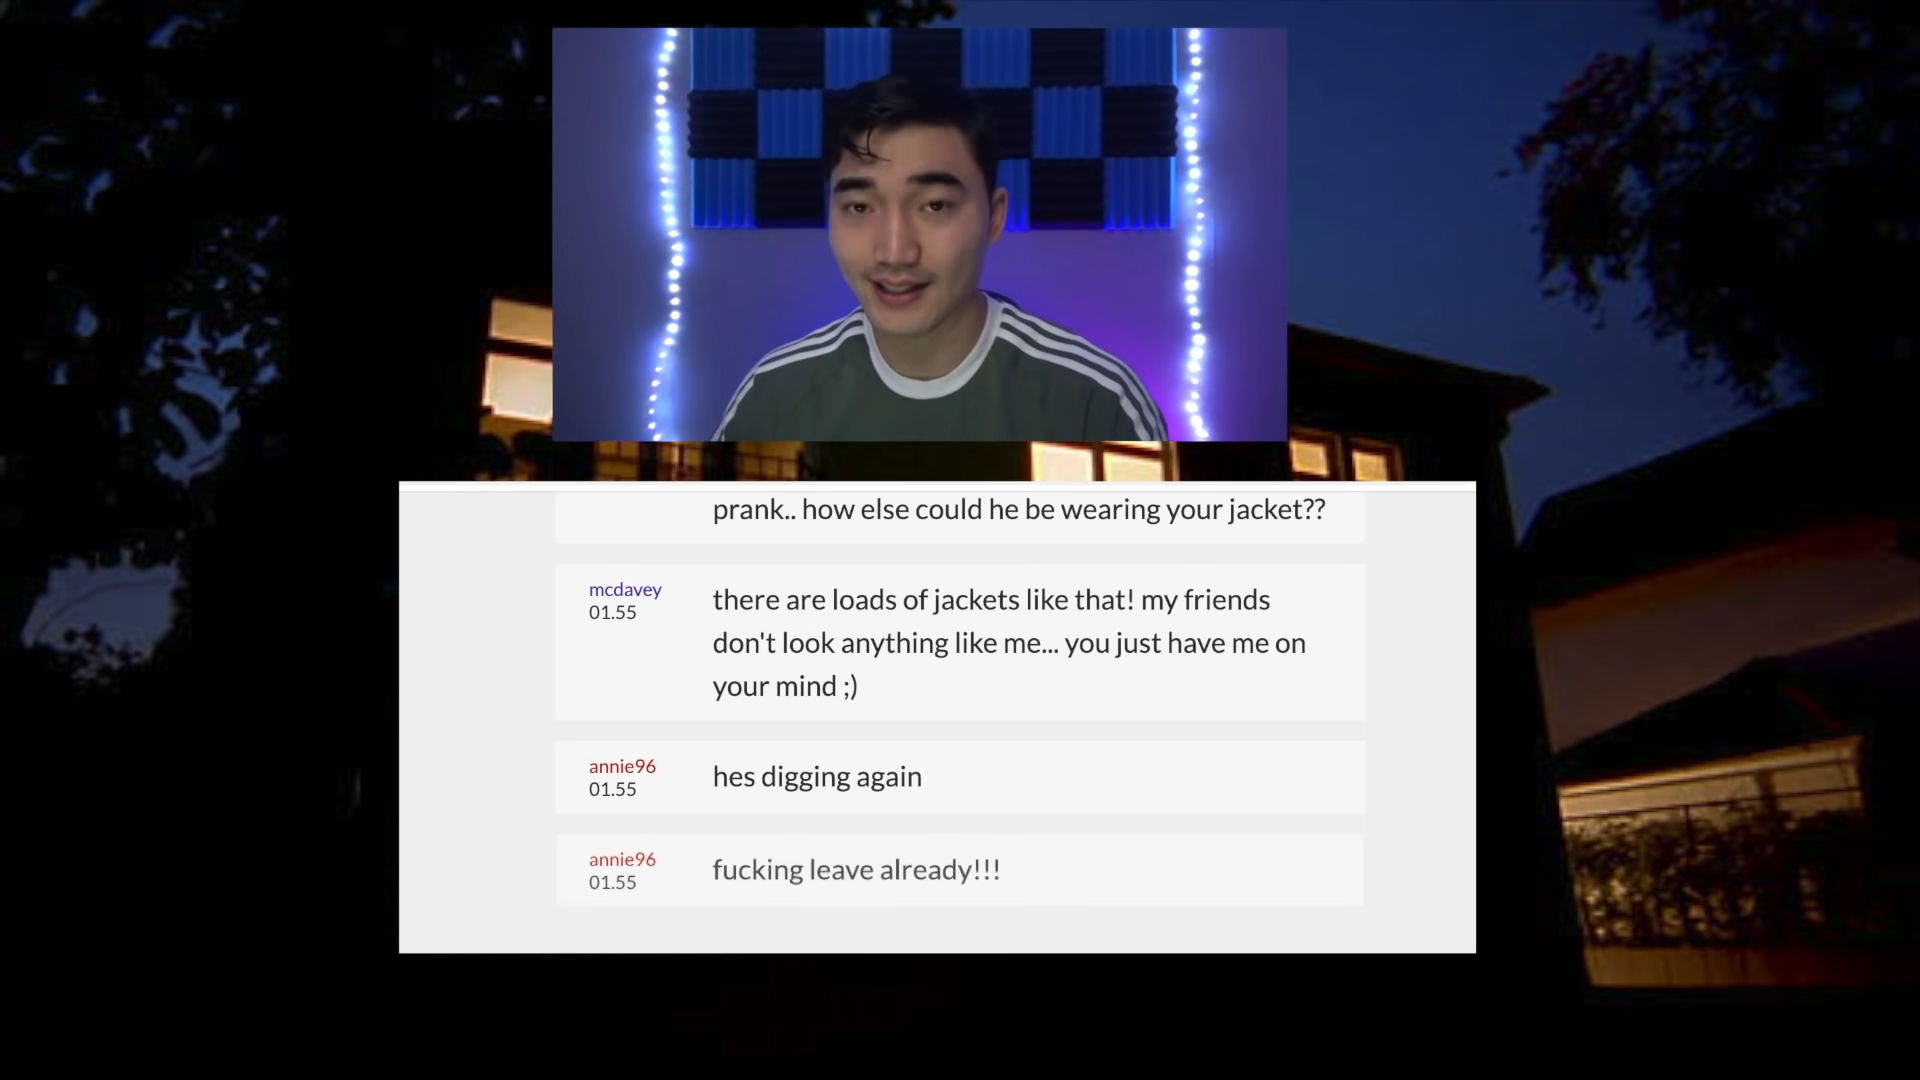 prank.. how else could he be wearing your jacket??
mcdavey
01.55
there are loads of jackets like that! my friends
don't look anything like me... you just have me on
your mind ;)
annie96
01.55
hes digging again
annie96
01.55
fucking leave already!!!